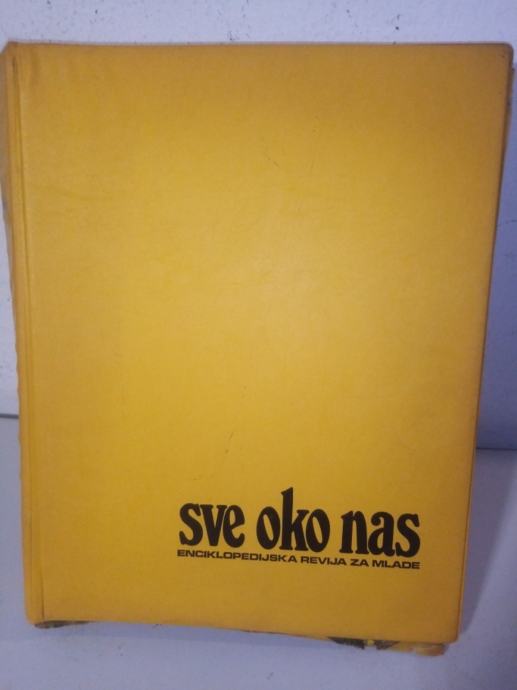 sve oko nas
ENCIKLOPEDIJSKA REVIJA ZA MLADE